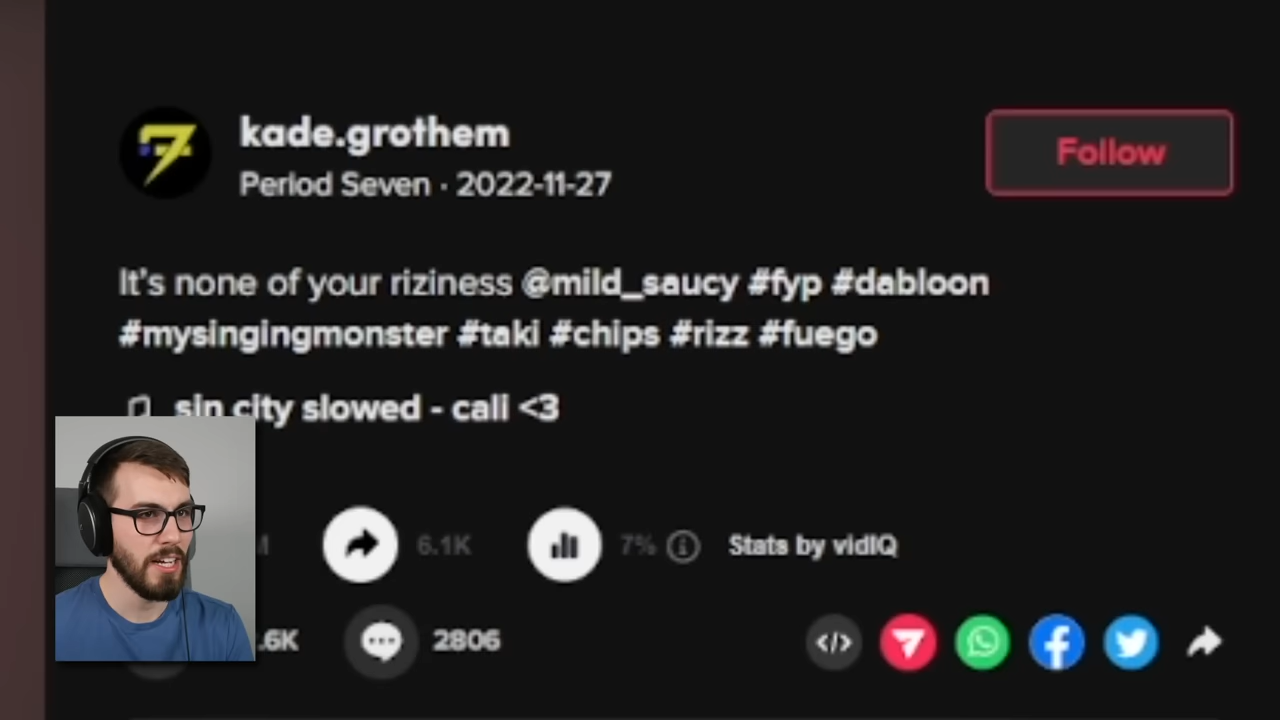 kade.grothem
Period Seven · 2022-11-27
Follow
It's none of your riziness @mild_saucy #fyp #dabloon
#mysingingmonster #taki #chips #rizz #fuego
sin city slowed - cali <3
6.1K
7%
Stats by vidIQ
.6K
2806